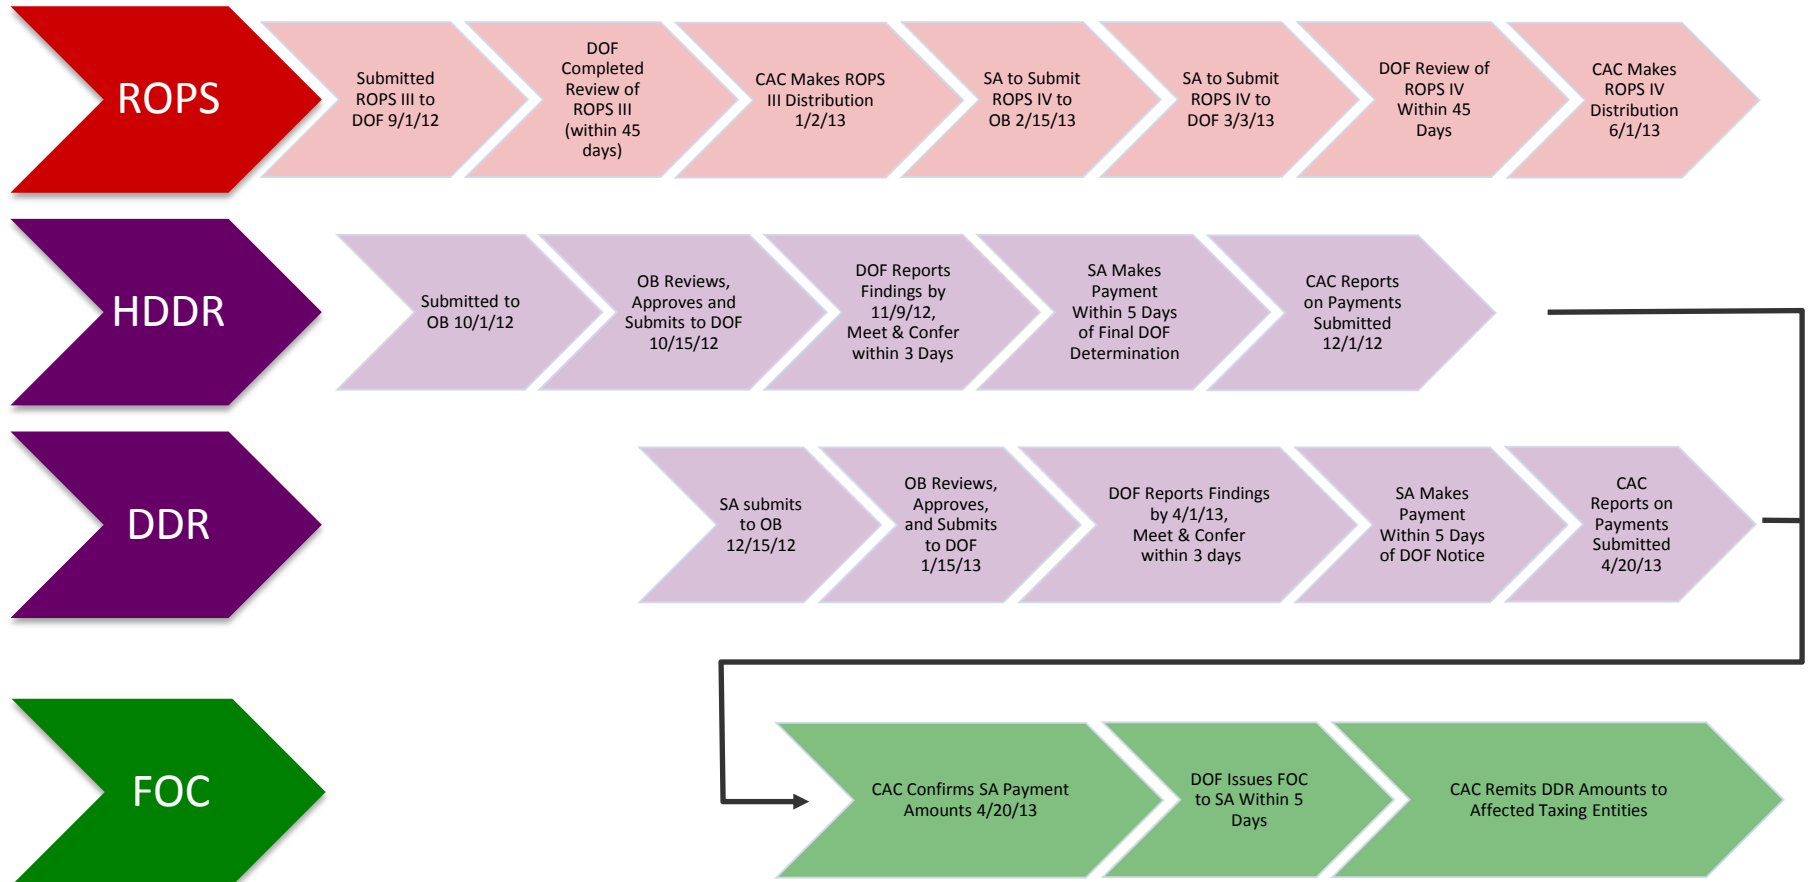 ROPS
Submitted
ROPS III to
DOF 9/1/12
DOF
Completed
Review of
ROPS III
(within 45
days)
CAC Makes ROPS
III Distribution
1/2/13
SA to Submit
ROPS IV to
OB 2/15/13
SA to Submit
ROPS IV to
DOF 3/3/13
DOF Review of
ROPS IV
Within 45
Days
CAC Makes
ROPS IV
Distribution
6/1/13
HDDR
Submitted to
OB 10/1/12
OB Reviews,
Approves and
Submits to DOF
10/15/12
DOF Reports
Findings by
11/9/12,
Meet & Confer
within 3 Days
SA Makes
Payment
Within 5 Days
of Final DOF
Determination
CAC Reports
on Payments
Submitted
12/1/12
DDR
SA submits
to OB
12/15/12
OB Reviews,
Approves,
and Submits
to DOF
1/15/13
DOF Reports Findings
by 4/1/13,
Meet & Confer
within 3 days
SA Makes
Payment
Within 5 Days
of DOF Notice
CAC
Reports on
Payments
Submitted
4/20/13
FOC
CAC Confirms SA Payment
Amounts 4/20/13
DOF Issues FOC
to SA Within 5
Days
CAC Remits DDR Amounts to
Affected Taxing Entities